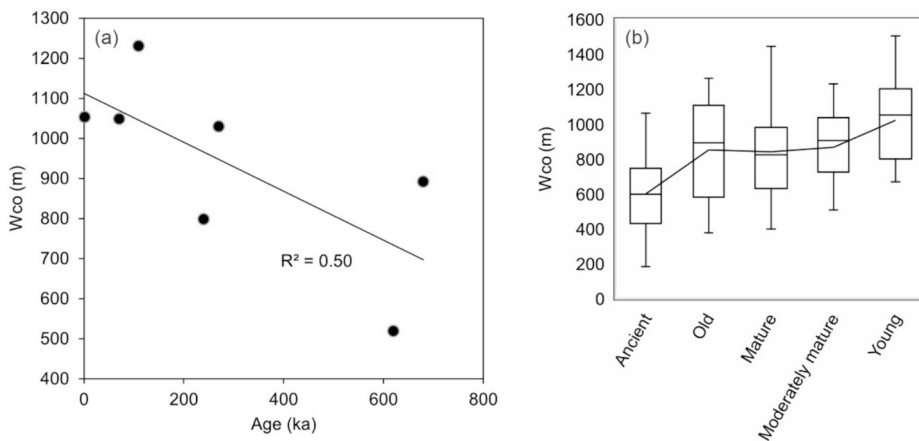 (a)
Wco (m)
1300
1200
1100
1000
900
800
700
600
500
400
R² = 0.50
0
200
400
600
800
Age (ka)
(b)
Wco (m)
1600
1400
1200
1000
800
600
400
200
0
Ancient
Old
Mature
Moderately mature
Young